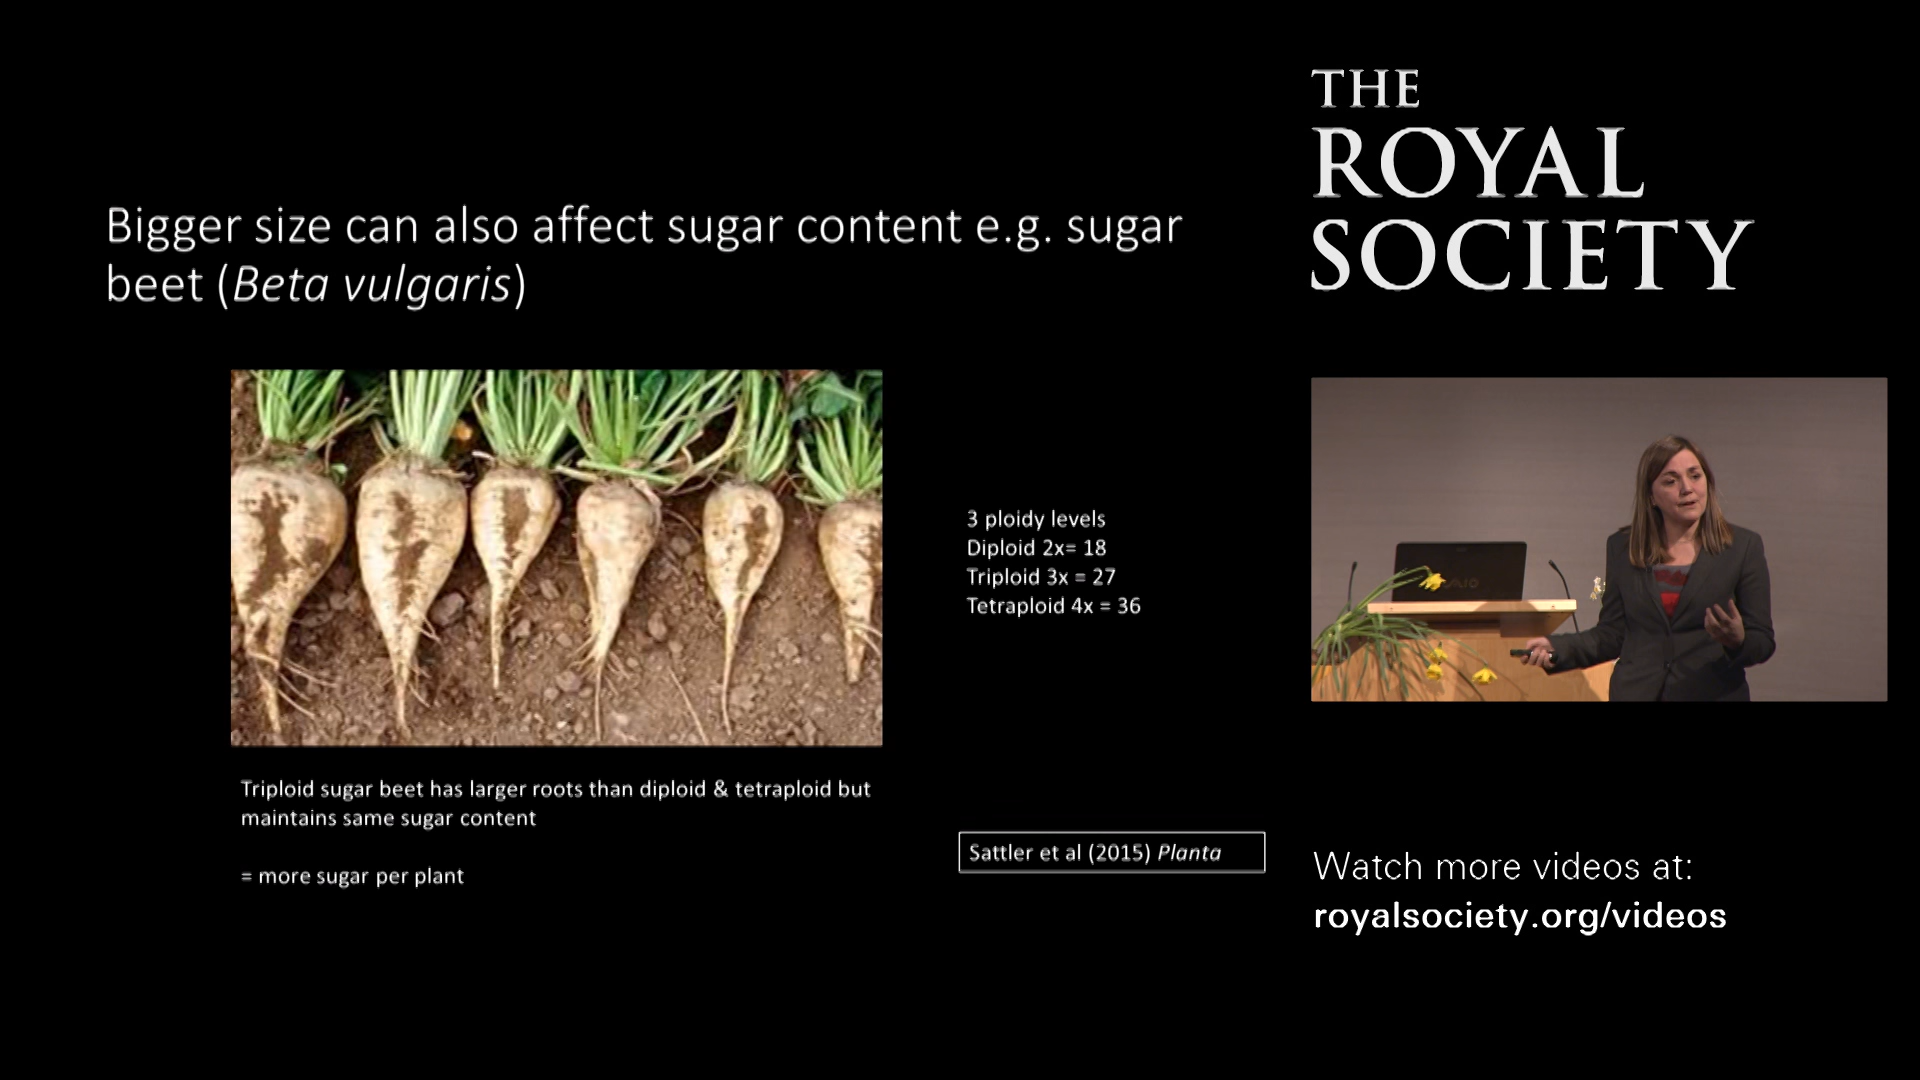 THE
ROYAL
SOCIETY
Bigger size can also affect sugar content e.g. sugar
beet (Beta vulgaris)
3 ploidy levels
Diploid 2x= 18
Triploid 3x = 27
Tetraploid 4x = 36
VAIO
Triploid sugar beet has larger roots than diploid & tetraploid but
maintains same sugar content
= more sugar per plant
Sattler et al (2015) Planta
Watch more videos at:
royalsociety.org/videos